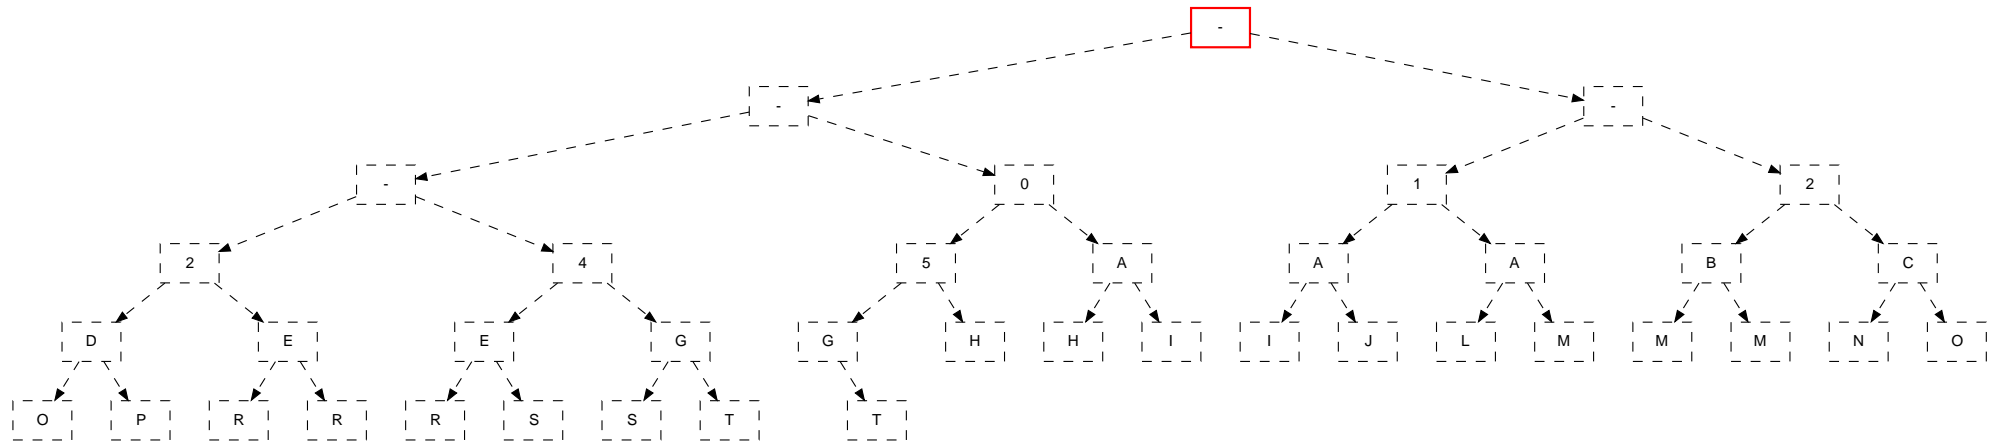 -
- -
- 0 1 2
2 4 5 A A A B C
D E E G G H H I I J L M M M N O
O P R R R S S T T